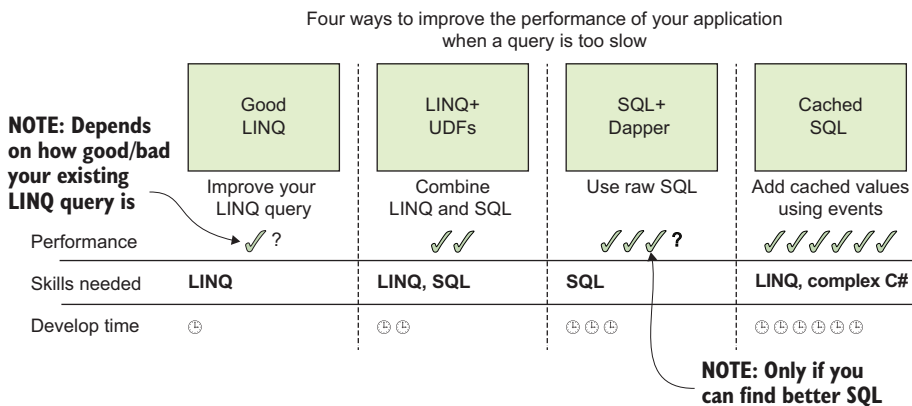 Four ways to improve the performance of your application
when a query is too slow
Good
LINQ
LINQ+
UDFs
SQL+
Dapper
Cached
SQL
NOTE: Depends
on how good/bad
your existing
LINQ query is
Improve your
LINQ query
Combine
LINQ and SQL
Use raw SQL
Add cached values
using events
Performance ✓? ✓✓ ✓✓✓? ✓✓✓✓✓✓
Skills needed LINQ LINQ, SQL SQL LINQ, complex C#
Develop time
NOTE: Only if you
can find better SQL